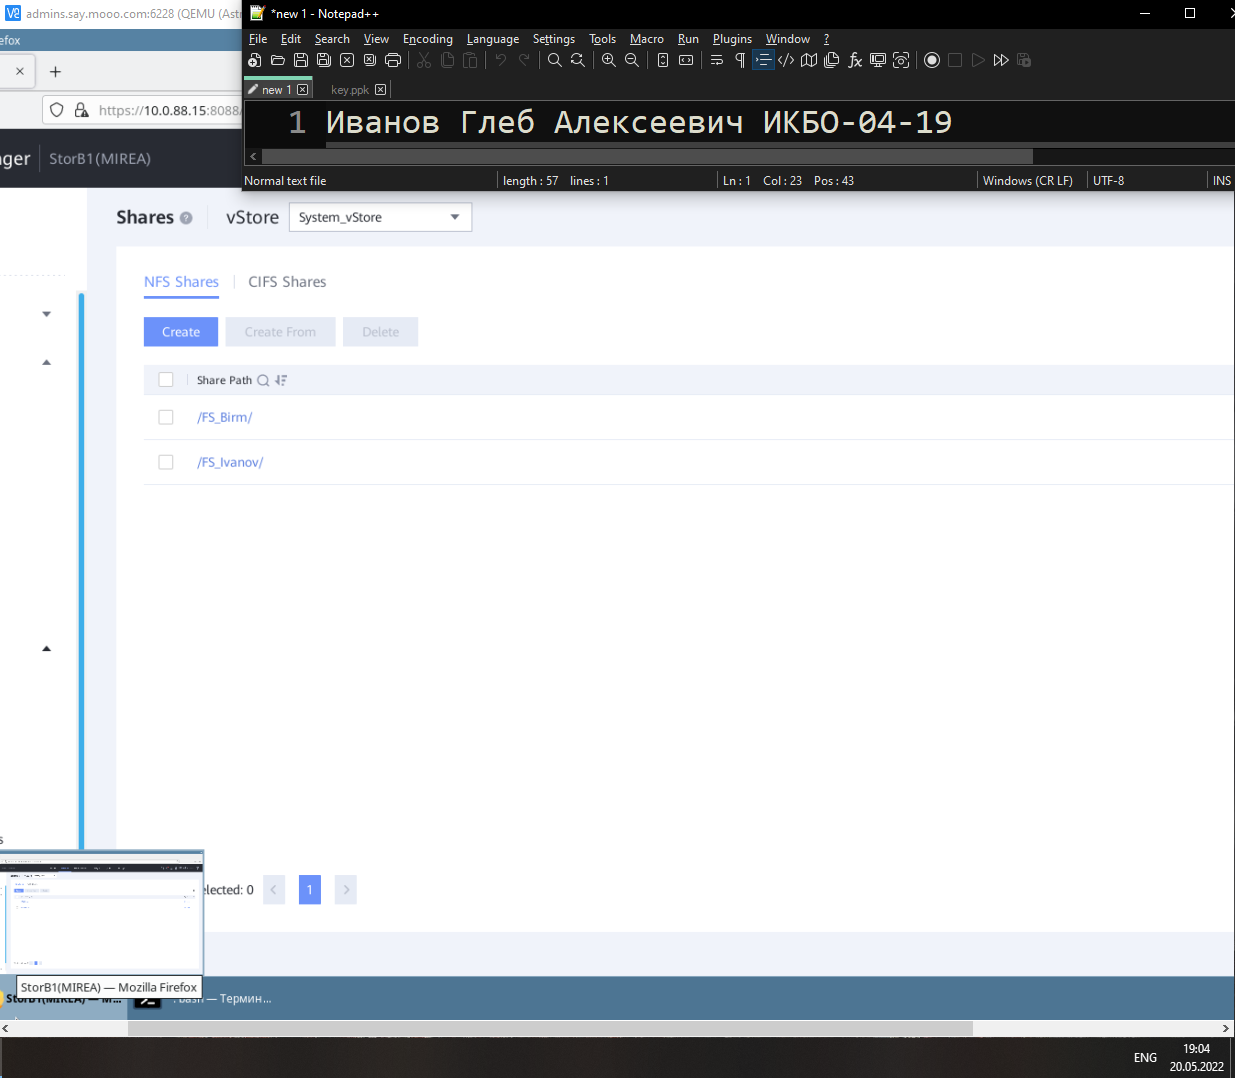 admins.say.mooo.com:6228 (QEMU (Ast
*new 1 - Notepad++
efox
File Edit Search View Encoding Language Settings Tools Macro Run Plugins Window ?
new 1 key.ppk
https://10.0.88.15:8088/
1 Иванов Глеб Алексеевич ИКБО-04-19
ager StorB1(MIREA)
Normal text file length : 57 lines : 1 Ln : 1 Col : 23 Pos : 43 Windows (CR LF) UTF-8 INS
Shares ? vStore System_vStore
NFS Shares CIFS Shares
Create Create From Delete
Share Path
/FS_Birm/
/FS_Ivanov/
s
elected: 0 < 1 >
StorB1(MIREA) — Mozilla Firefox
StorB1(MIREA) — M... : bash — Термин...
ENG 19:04
20.05.2022